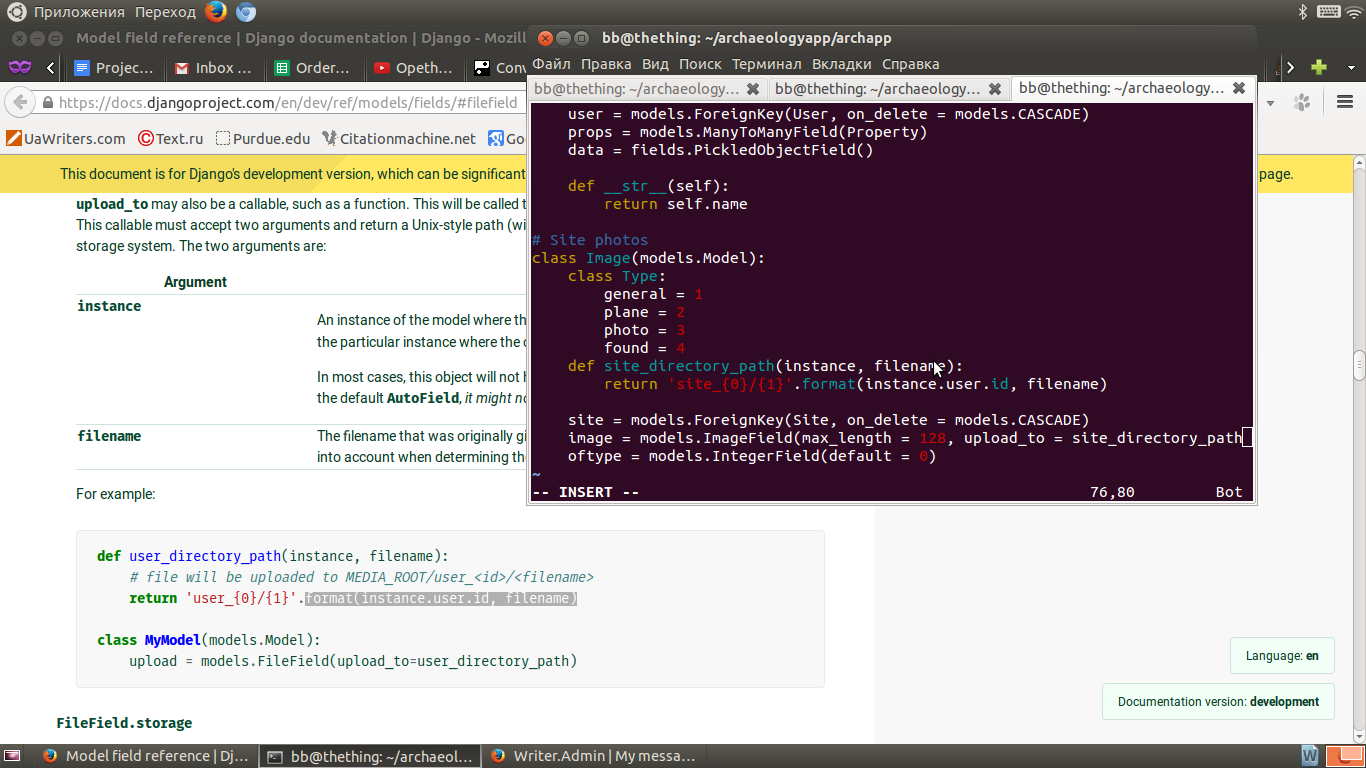 Приложения Переход
Model field reference | Django documentation | Django - Mozill
bb@thething: ~/archaeologyapp/archapp
Файл Правка Вид Поиск Терминал Вкладки Справка
Projec... Inbox ... Order... Opeth... Conv
bb@thething: ~/archaeology... bb@thething: ~/archaeology... bb@thething: ~/archaeology...
https://docs.djangoproject.com/en/dev/ref/models/fields/#filefield
UaWriters.com Text.ru Purdue.edu Citationmachine.net Go
This document is for Django's development version, which can be significant
page.
upload_to may also be a callable, such as a function. This will be called t
This callable must accept two arguments and return a Unix-style path (wi
storage system. The two arguments are:
Argument
instance
An instance of the model where th
the particular instance where the c
In most cases, this object will not h
the default AutoField, it might no
filename
The filename that was originally gi
into account when determining the
For example:
def user_directory_path(instance, filename):
# file will be uploaded to MEDIA_ROOT/user_<id>/<filename>
return 'user_{0}/{1}'.format(instance.user.id, filename)
class MyModel(models.Model):
upload = models.FileField(upload_to=user_directory_path)
FileField.storage
user = models.ForeignKey(User, on_delete = models.CASCADE)
props = models.ManyToManyField(Property)
data = fields.PickledObjectField()
def __str__(self):
return self.name
# Site photos
class Image(models.Model):
class Type:
general = 1
plane = 2
photo = 3
found = 4
def site_directory_path(instance, filename):
return 'site_{0}/{1}'.format(instance.user.id, filename)
site = models.ForeignKey(Site, on_delete = models.CASCADE)
image = models.ImageField(max_length = 128, upload_to = site_directory_path
oftype = models.IntegerField(default = 0)
~
-- INSERT -- 76,80 Bot
Language: en
Documentation version: development
Model field reference | Dj... bb@thething: ~/archaeol... Writer.Admin | My messa...